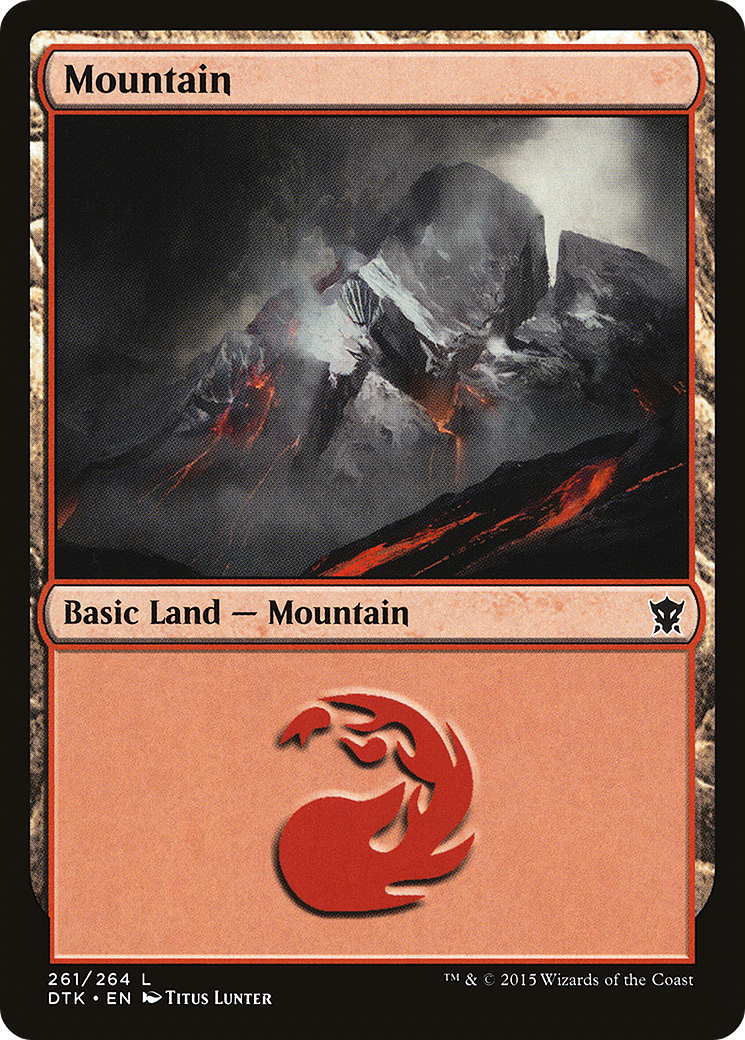 Mountain
Basic Land — Mountain
261/264 L
DTK • EN Titus Lunter
™ & © 2015 Wizards of the Coast